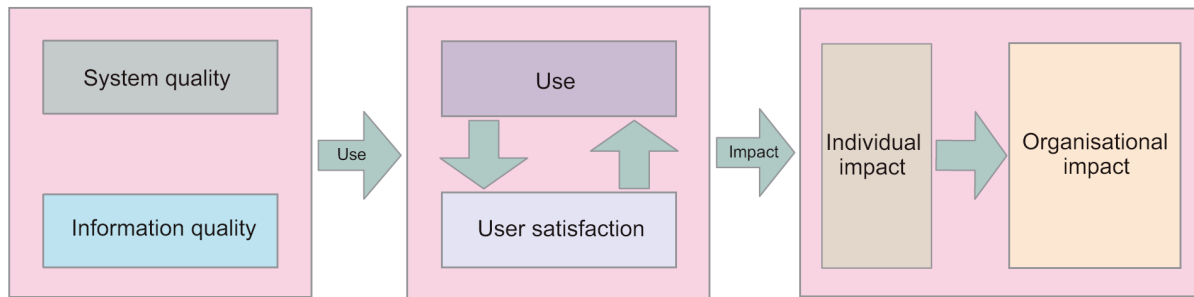 System quality
Information quality
Use
Use
User satisfaction
Impact
Individual
impact
Organisational
impact